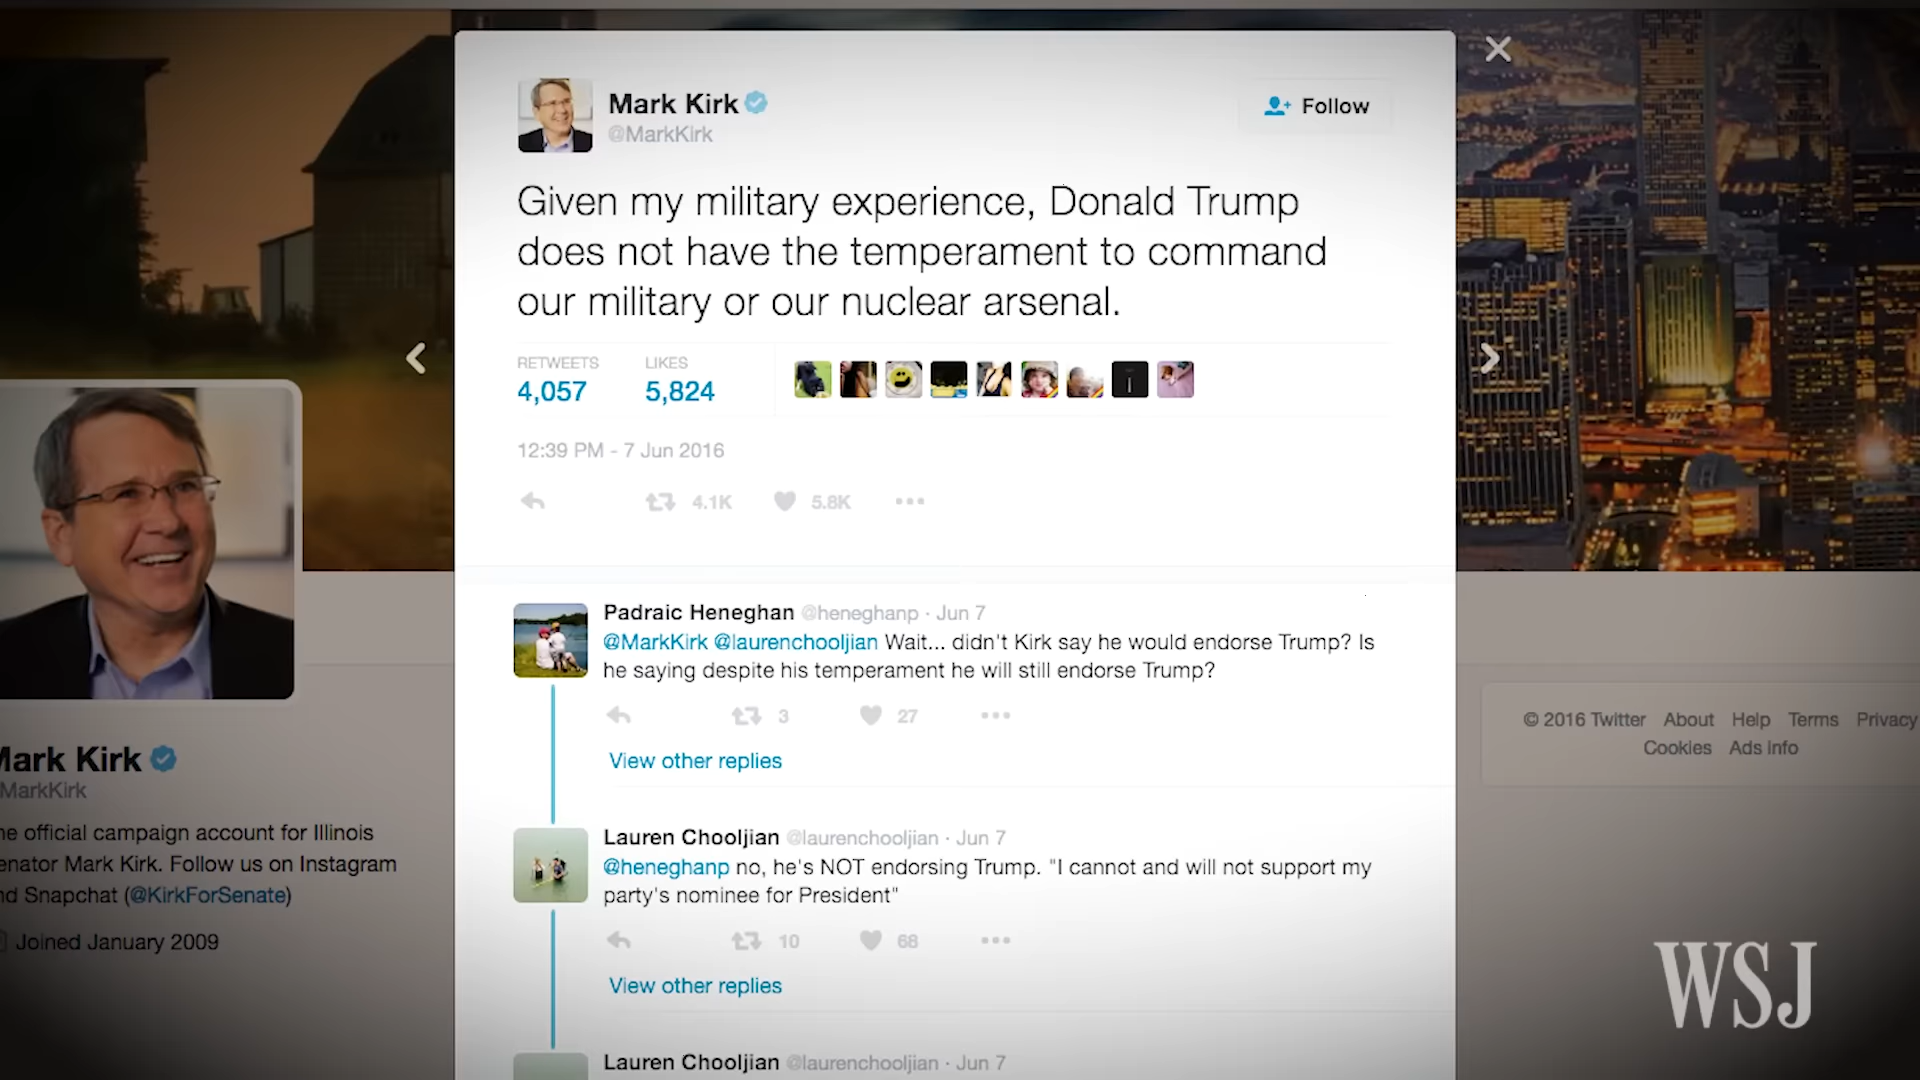 Mark Kirk
@MarkKirk
Follow
Given my military experience, Donald Trump
does not have the temperament to command
our military or our nuclear arsenal.
RETWEETS
4,057
LIKES
5,824
12:39 PM - 7 Jun 2016
4.1K
5.8K
Padraic Heneghan @heneghanp · Jun 7
@MarkKirk @laurenchooljian Wait... didn't Kirk say he would endorse Trump? Is
he saying despite his temperament he will still endorse Trump?
3
27
View other replies
Lauren Chooljian @laurenchooljian · Jun 7
@heneghanp no, he's NOT endorsing Trump. "I cannot and will not support my
party's nominee for President"
10
68
View other replies
Lauren Chooljian @laurenchooljian · Jun 7
Mark Kirk
MarkKirk
he official campaign account for Illinois
enator Mark Kirk. Follow us on Instagram
nd Snapchat (@KirkForSenate)
Joined January 2009
© 2016 Twitter About Help Terms Privacy
Cookies Ads info
WSJ